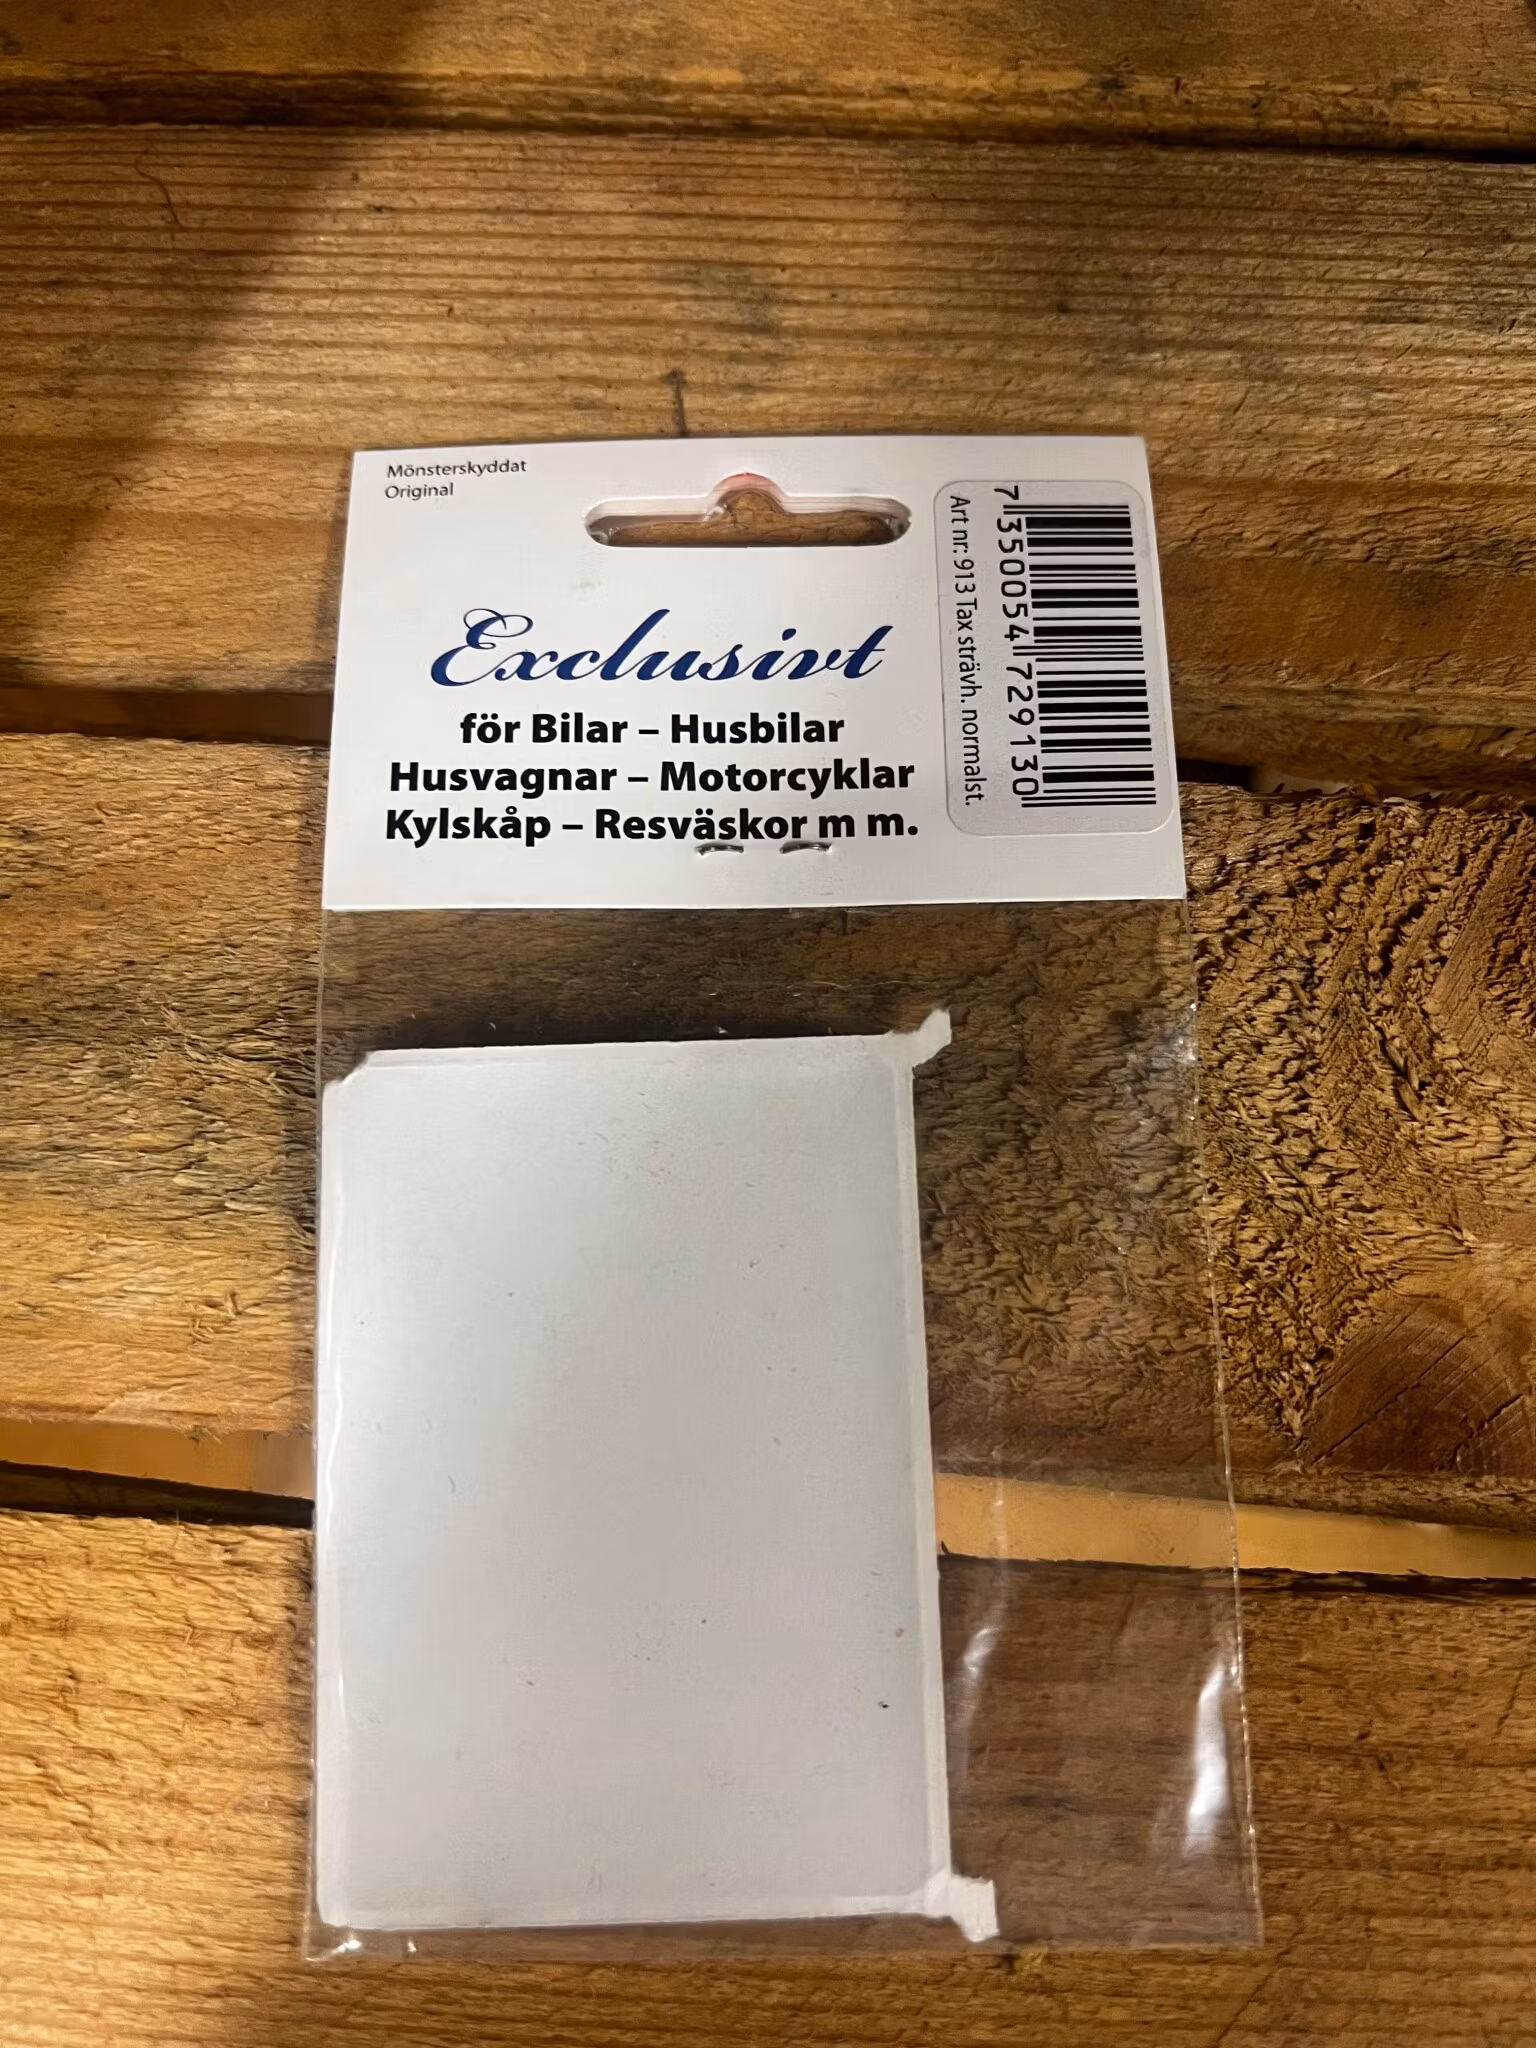 Mönsterskyddat
Original
Exclusivt
för Bilar – Husbilar
Husvagnar – Motorcyklar
Kylskåp – Resväskor m m.
7 350054 729130
Art nr: 913 Tax strävh. normalst.